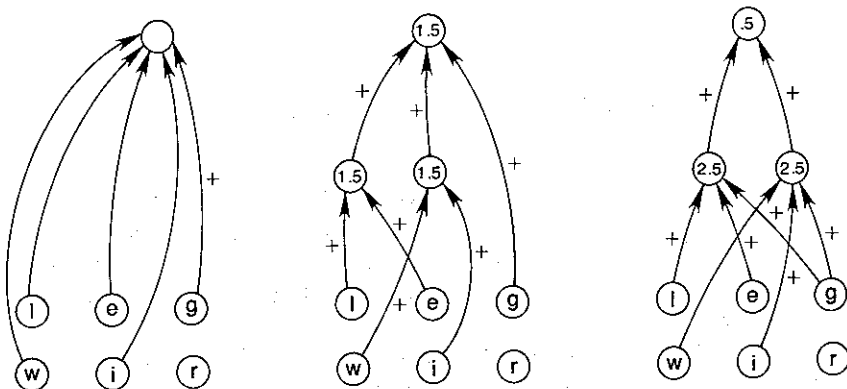 1.5 .5
+ + + +
+
1.5 1.5 2.5 2.5
+ +
+ + + +
+ + + +
+ +
l e g l e g l e g
w i r w i r w i r